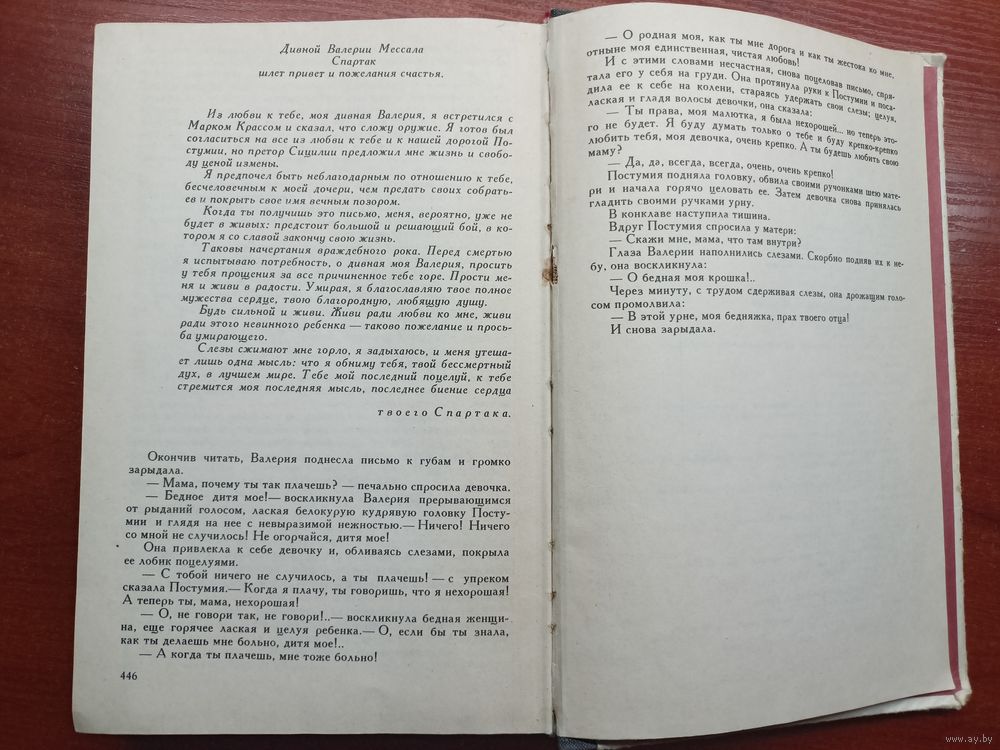 Дивной Валерии Мессала
Спартак
шлет привет и пожелания счастья.
Из любви к тебе, моя дивная Валерия, я встретился с
Марком Крассом и сказал, что сложу оружие. Я готов был
согласиться на все из любви к тебе и к нашей дорогой По-
стумии, но претор Сицилии предложил мне жизнь и свобо-
ду ценой измены.
Я предпочел быть неблагодарным по отношению к тебе,
бесчеловечным к моей дочери, чем предать своих собрать-
ев и покрыть свое имя вечным позором.
Когда ты получишь это письмо, меня, вероятно, уже не
будет в живых: предстоит большой и решающий бой, в ко-
тором я со славой закончу свою жизнь.
Таковы начертания враждебного рока. Перед смертью
я испытываю потребность, о дивная моя Валерия, просить
у тебя прощения за все причиненное тебе горе. Прости ме-
ня и живи в радости. Умирая, я благославляю твое полное
мужества сердце, твою благородную, любящую душу.
Будь сильной и живи. Живи ради любви ко мне, живи
ради этого невинного ребенка — таково пожелание и прось-
ба умирающего.
Слезы сжимают мне горло, я задыхаюсь, и меня утеша-
ет лишь одна мысль: что я обниму тебя, твой бессмертный
дух, в лучшем мире. Тебе мой последний поцелуй, к тебе
стремится моя последняя мысль, последнее биение сердца
твоего Спартака.
Окончив читать, Валерия поднесла письмо к губам и громко
зарыдала.
— Мама, почему ты так плачешь? — печально спросила девочка.
— Бедное дитя мое!— воскликнула Валерия прерывающимся
от рыданий голосом, лаская белокурую кудрявую головку Посту-
мии и глядя на нее с невыразимой нежностью.— Ничего! Ничего
со мной не случилось! Не огорчайся, дитя мое!
Она привлекла к себе девочку и, обливаясь слезами, покрыла
ее лобик поцелуями.
— С тобой ничего не случилось, а ты плачешь! — с упреком
сказала Постумия.— Когда я плачу, ты говоришь, что я нехорошая!
А теперь ты, мама, нехорошая!
— О, не говори так, не говори!..— воскликнула бедная женщи-
на, еще горячее лаская и целуя ребенка.— О, если бы ты знала,
как ты делаешь мне больно, дитя мое!..
— А когда ты плачешь, мне тоже больно!
446
— О родная моя, как ты мне дорога и как ты жестока ко мне,
отныне моя единственная, чистая любовь!
И с этими словами несчастная, снова поцеловав письмо, спря-
тала его у себя на груди. Она протянула руки к Постумии и поса-
дила ее к себе на колени, стараясь удержать свои слезы; целуя,
лаская и гладя волосы девочки, она сказала:
— Ты права, моя малютка, я была нехорошей... но теперь это-
го не будет. Я буду думать только о тебе и буду крепко-крепко
любить тебя, моя девочка, очень крепко. А ты будешь любить свою
маму?
— Да, да, всегда, всегда, очень, очень крепко!
Постумия подняла головку, обвила своими ручонками шею мате-
ри и начала горячо целовать ее. Затем девочка снова принялась
гладить своими ручками урну.
В конклаве наступила тишина.
Вдруг Постумия спросила у матери:
— Скажи мне, мама, что там внутри?
Глаза Валерии наполнились слезами. Скорбно подняв их к не-
бу, она воскликнула:
— О бедная моя крошка!..
Через минуту, с трудом сдерживая слезы, она дрожащим голо-
сом промолвила:
— В этой урне, моя бедняжка, прах твоего отца!
И снова зарыдала.
www.ay.by